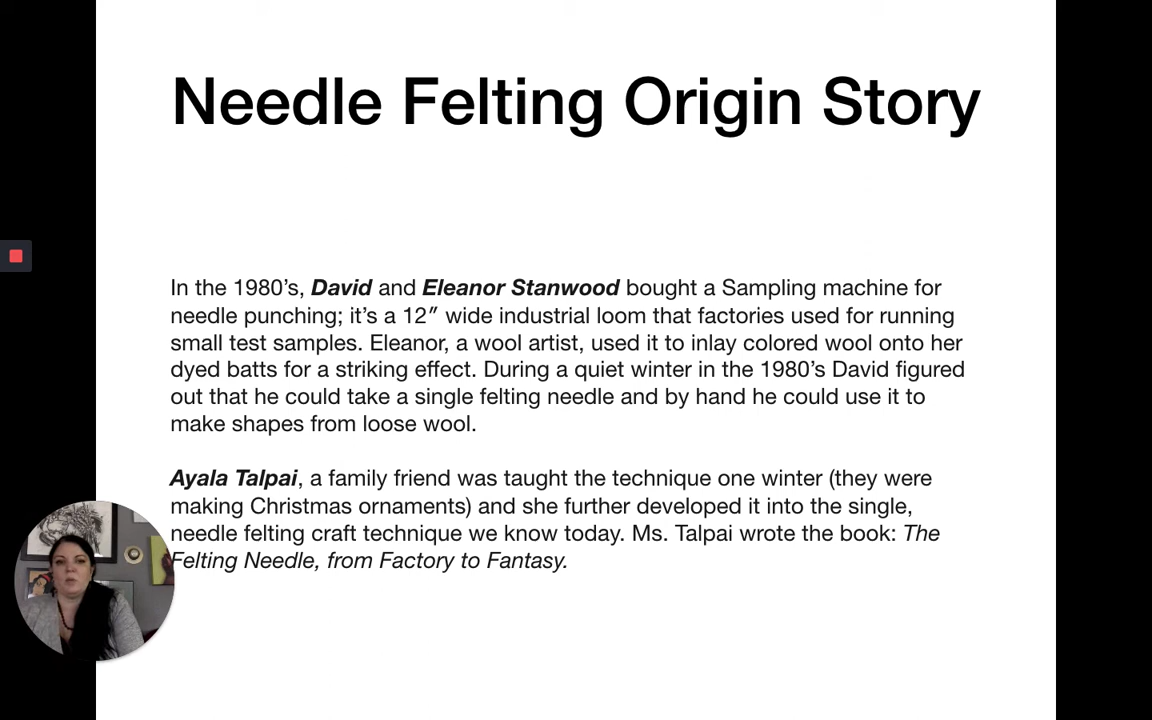 Needle Felting Origin Story
In the 1980's, David and Eleanor Stanwood bought a Sampling machine for
needle punching; it's a 12″ wide industrial loom that factories used for running
small test samples. Eleanor, a wool artist, used it to inlay colored wool onto her
dyed batts for a striking effect. During a quiet winter in the 1980's David figured
out that he could take a single felting needle and by hand he could use it to
make shapes from loose wool.
Ayala Talpai, a family friend was taught the technique one winter (they were
making Christmas ornaments) and she further developed it into the single,
needle felting craft technique we know today. Ms. Talpai wrote the book: The
Felting Needle, from Factory to Fantasy.